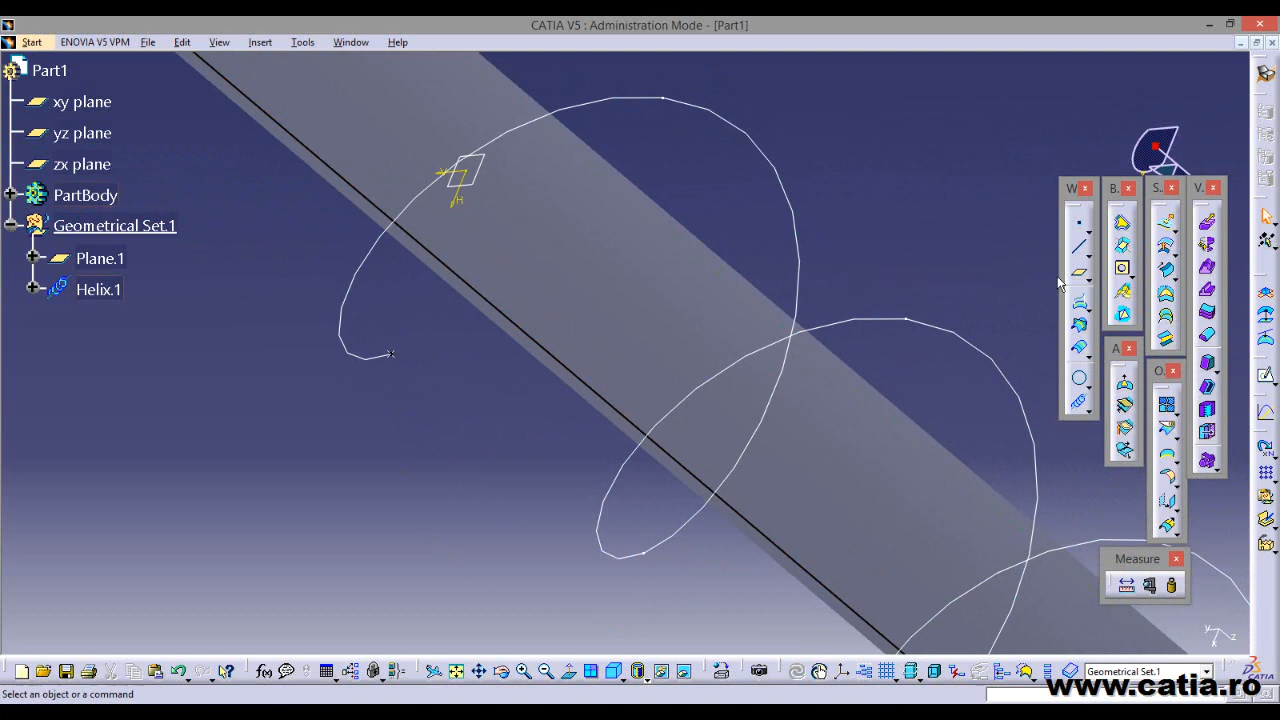 CATIA V5 : Administration Mode - [Part1]
Start ENOVIA V5 VPM File Edit View Insert Tools Window Help
Part1
xy plane
yz plane
zx plane
PartBody
Geometrical Set.1
Plane.1
Helix.1
H
W
B.
S.
V.
A
O.
Measure
y
z
x
f(x)
Geometrical Set.1
Select an object or a command
www.catia.ro